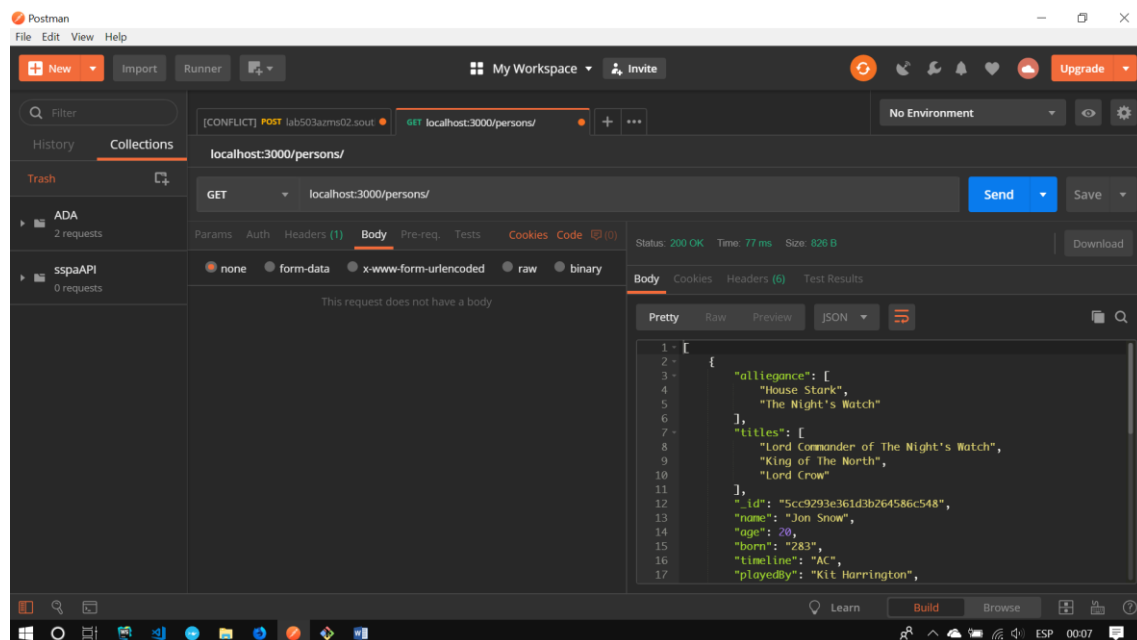 Postman
File Edit View Help
New Import Runner My Workspace Invite Upgrade
Filter
History Collections
Trash
ADA
2 requests
sspaAPI
0 requests
[CONFLICT] POST lab503azms02.sout GET localhost:3000/persons/ + ••• No Environment
localhost:3000/persons/
GET localhost:3000/persons/ Send Save
Params Auth Headers (1) Body Pre-req. Tests Cookies Code (0)
none form-data x-www-form-urlencoded raw binary
This request does not have a body
Status: 200 OK Time: 77 ms Size: 826 B Download
Body Cookies Headers (6) Test Results
Pretty Raw Preview JSON
1 [
2 {
3 "alliegance": [
4 "House Stark",
5 "The Night's Watch"
6 ],
7 "titles": [
8 "Lord Commander of The Night's Watch",
9 "King of The North",
10 "Lord Crow"
11 ],
12 "_id": "5cc9293e361d3b264586c548",
13 "name": "Jon Snow",
14 "age": 20,
15 "born": "283",
16 "timeline": "AC",
17 "playedBy": "Kit Harrington",
Learn Build Browse
ESP 00:07